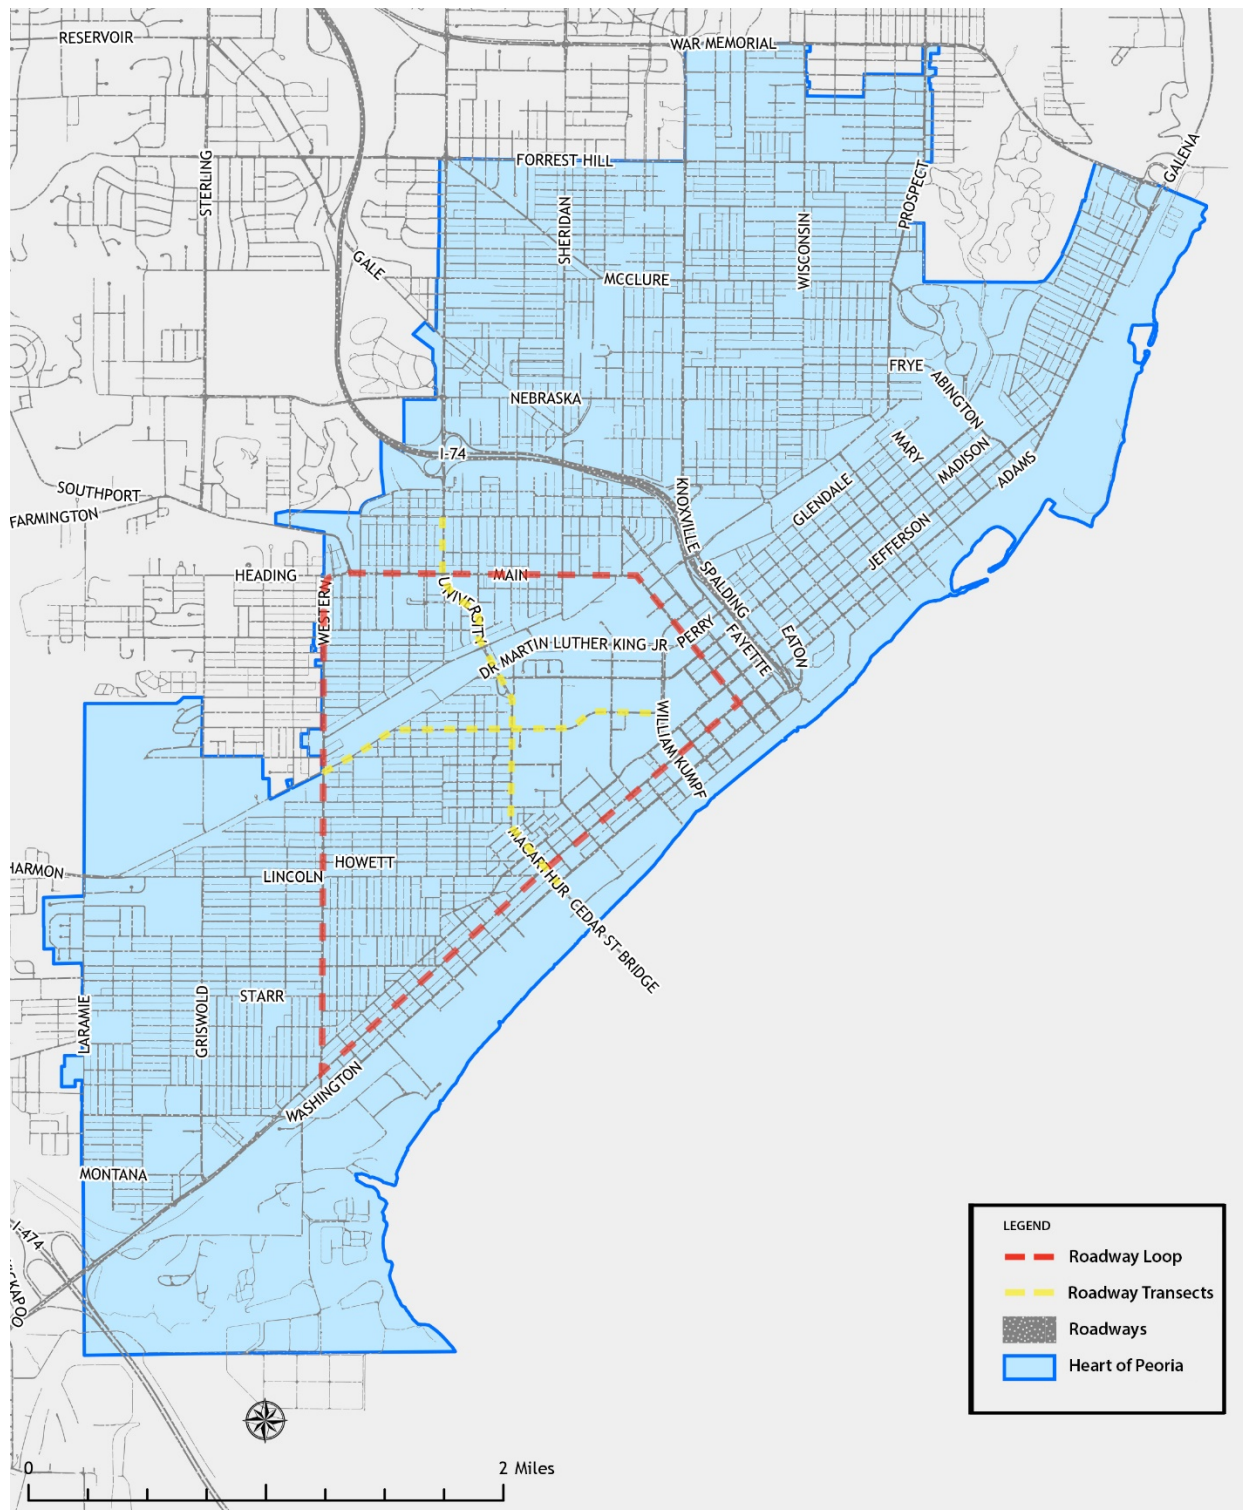 RESERVOIR
WAR MEMORIAL
STERLING
FORREST HILL
GALENA
SHERIDAN
PROSPECT
WISCONSIN
GALE
MCCLURE
FRYE
ABINGTON
NEBRASKA
MARY
MADISON
I-74
ADAMS
SOUTHPORT
KNOXVILLE
GLENDALE
FARMINGTON
JEFFERSON
HEADING
MAIN
SPALDING
WESTERN
UNIVERSITY
DR MARTIN LUTHER KING JR
PERRY
FAYETTE
EATON
WILLIAM KUMPF
HARMON
HOWETT
LINCOLN
MACARTHUR
CEDAR ST BRIDGE
LARAMIE
GRISWOLD
STARR
WASHINGTON
MONTANA
I-474
LEGEND
Roadway Loop
Roadway Transects
Roadways
Heart of Peoria
0
2 Miles